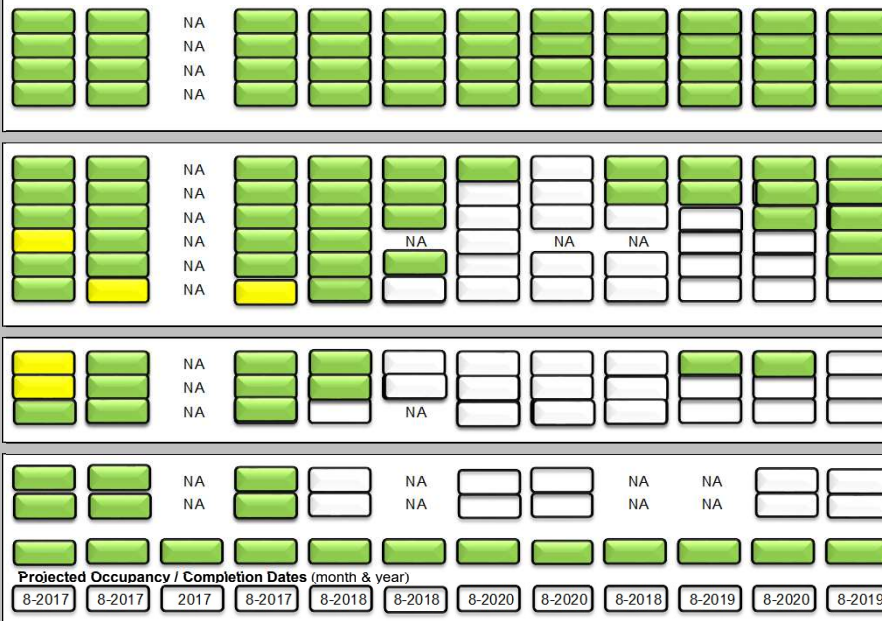 NA
NA
NA
NA
NA
NA
NA
NA NA NA NA
NA
NA
NA
NA
NA NA
NA NA NA NA
NA NA NA NA
Projected Occupancy / Completion Dates (month & year)
8-2017 8-2017 2017 8-2017 8-2018 8-2018 8-2020 8-2020 8-2018 8-2019 8-2020 8-2019